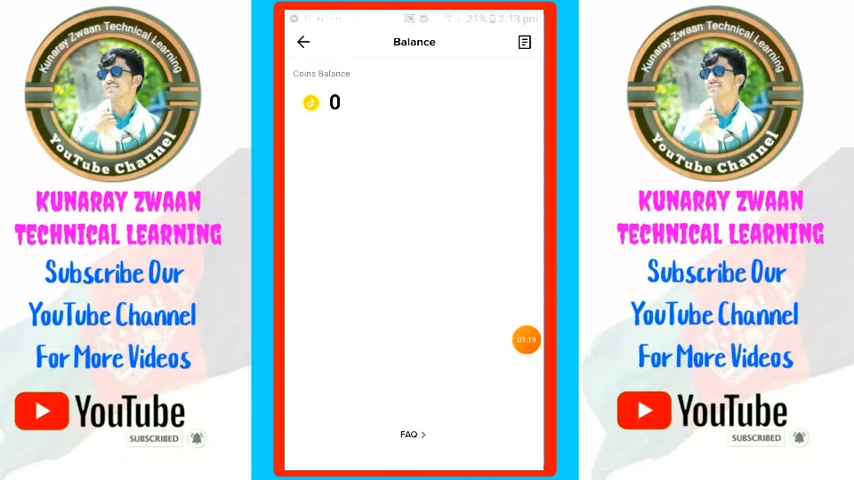 Kunaray Zwaan Technical Learning
YouTube Channel
KUNARAY ZWAAN
TECHNICAL LEARNING
Subscribe Our
YouTube Channel
For More Videos
YouTube
SUBSCRIBED
21% 2:13 pm
Balance
Coins Balance
0
01:19
FAQ >
Kunaray Zwaan Technical Learning
YouTube Channel
KUNARAY ZWAAN
TECHNICAL LEARNING
Subscribe Our
YouTube Channel
For More Videos
YouTube
SUBSCRIBED